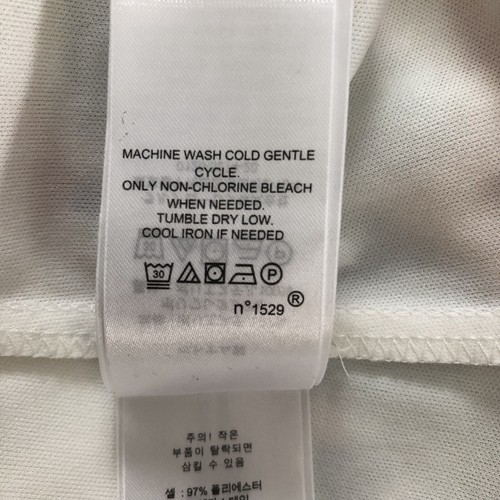 MACHINE WASH COLD GENTLE
CYCLE.
ONLY NON-CHLORINE BLEACH
WHEN NEEDED.
TUMBLE DRY LOW.
COOL IRON IF NEEDED
30 P
n°1529®
주의! 작은
부품이 탈락되면
삼킬 수 있음
셀 : 97% 폴리에스터